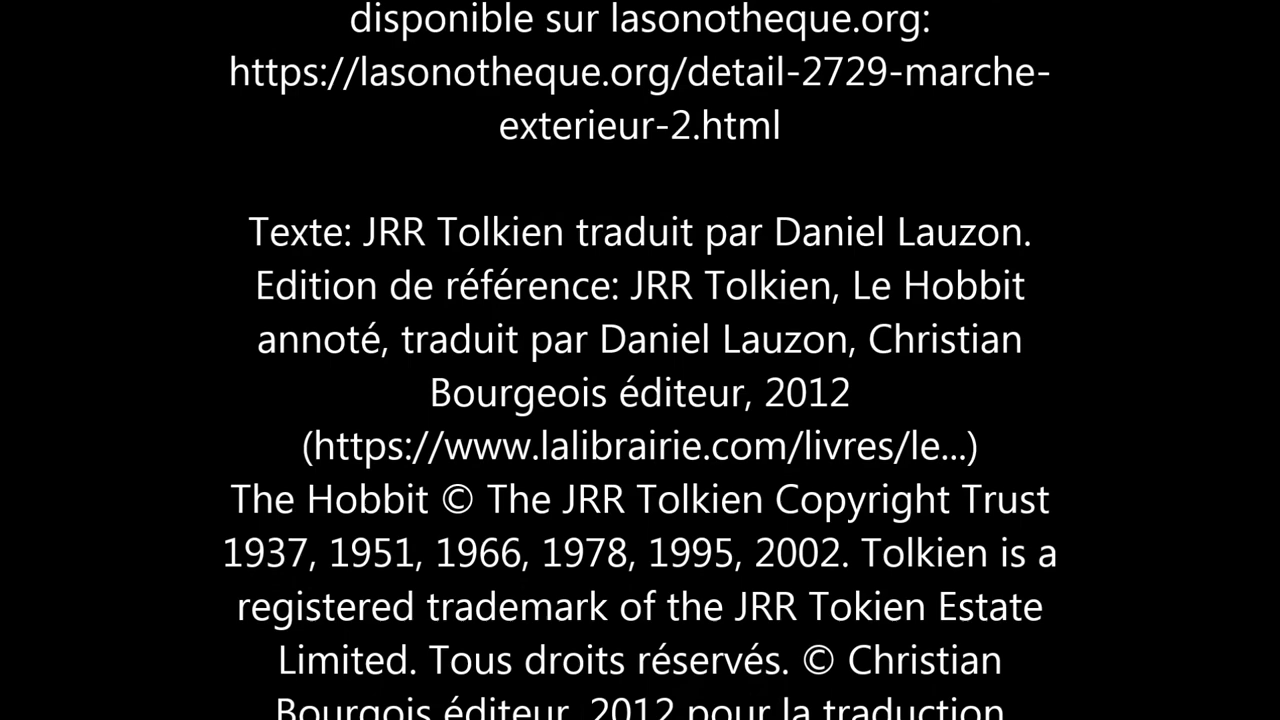 disponible sur lasonotheque.org:
https://lasonotheque.org/detail-2729-marche-
exterieur-2.html
Texte: JRR Tolkien traduit par Daniel Lauzon.
Edition de référence: JRR Tolkien, Le Hobbit
annoté, traduit par Daniel Lauzon, Christian
Bourgeois éditeur, 2012
(https://www.lalibrairie.com/livres/le...)
The Hobbit © The JRR Tolkien Copyright Trust
1937, 1951, 1966, 1978, 1995, 2002. Tolkien is a
registered trademark of the JRR Tokien Estate
Limited. Tous droits réservés. © Christian
Bourgois éditeur, 2012 pour la traduction